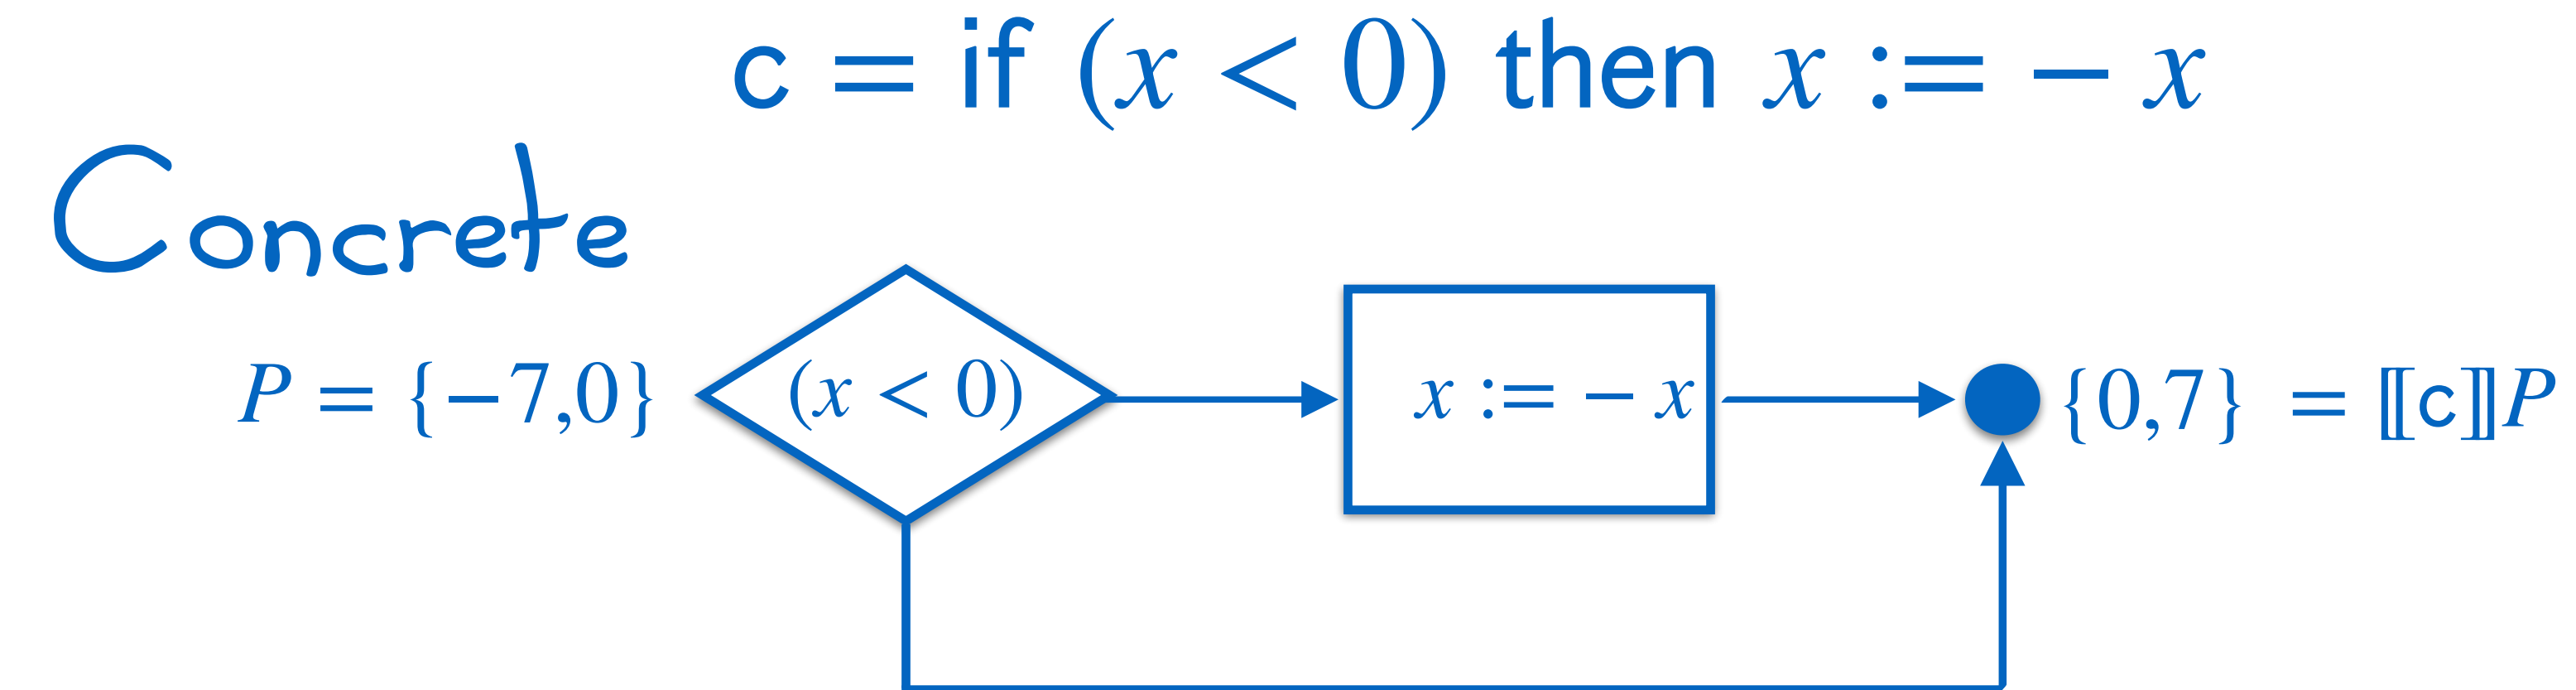 c = if (x < 0) then x := − x
Concrete
P = {−7,0} (x < 0) x := − x {0,7} = ⟦c⟧P